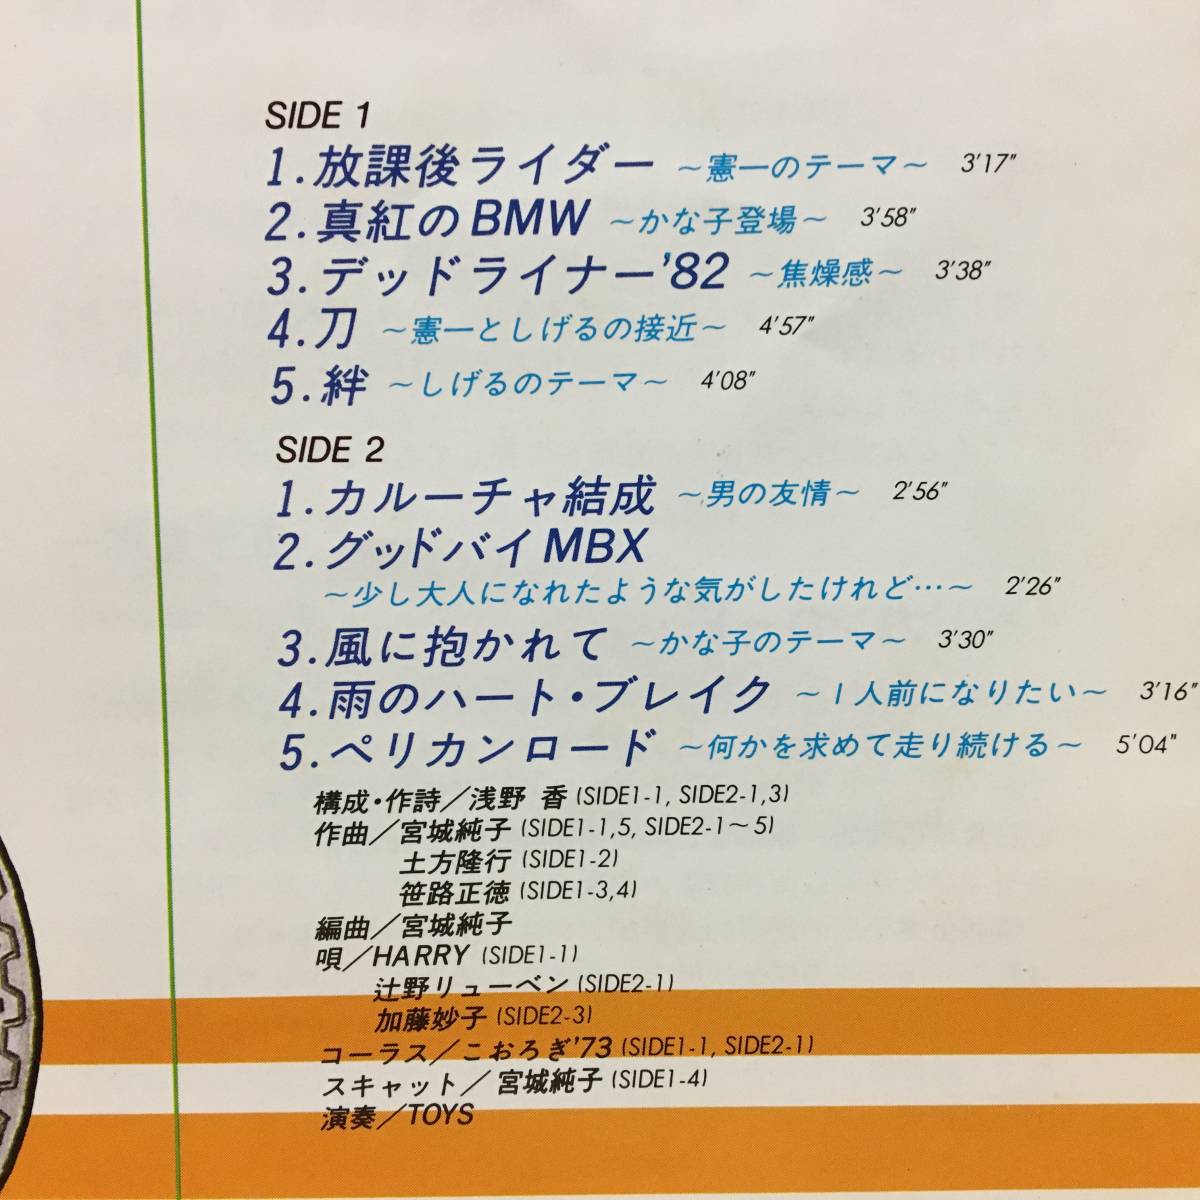 SIDE 1
1.放課後ライダー ～憲一のテーマ～ 3'17"
2.真紅のBMW ～かな子登場～ 3'58"
3.デッドライナー'82 ～焦燥感～ 3'38"
4.刀 ～憲一としげるの接近～ 4'57"
5.絆 ～しげるのテーマ～ 4'08"
SIDE 2
1.カルーチャ結成 ～男の友情～ 2'56"
2.グッドバイMBX
～少し大人になれたような気がしたけれど…～ 2'26"
3.風に抱かれて ～かな子のテーマ～ 3'30"
4.雨のハート・ブレイク ～1人前になりたい～ 3'16"
5.ペリカンロード ～何かを求めて走り続ける～ 5'04"
構成・作詩／浅野 香 (SIDE1-1, SIDE2-1,3)
作曲／宮城純子 (SIDE1-1,5, SIDE2-1～5)
土方隆行 (SIDE1-2)
笹路正徳 (SIDE1-3,4)
編曲／宮城純子
唄／HARRY (SIDE1-1)
辻野リューベン (SIDE2-1)
加藤妙子 (SIDE2-3)
コーラス／こおろぎ'73 (SIDE1-1, SIDE2-1)
スキャット／宮城純子 (SIDE1-4)
演奏／TOYS